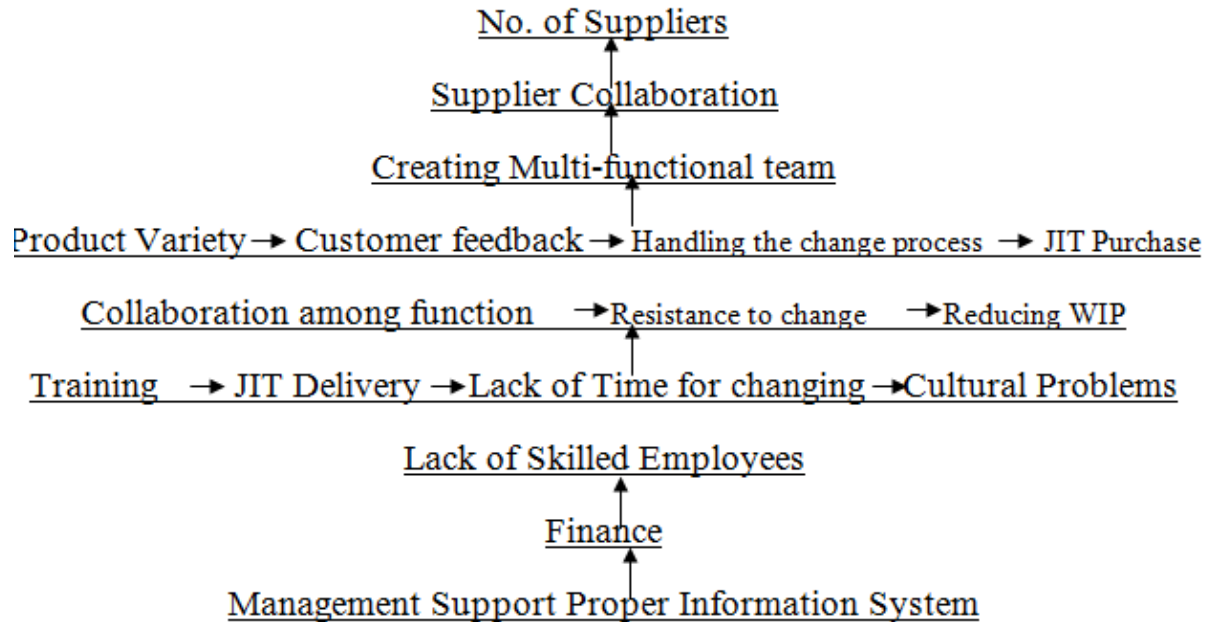 No. of Suppliers
Supplier Collaboration
Creating Multi-functional team
Product Variety → Customer feedback → Handling the change process → JIT Purchase
Collaboration among function → Resistance to change → Reducing WIP
Training → JIT Delivery → Lack of Time for changing → Cultural Problems
Lack of Skilled Employees
Finance
Management Support Proper Information System